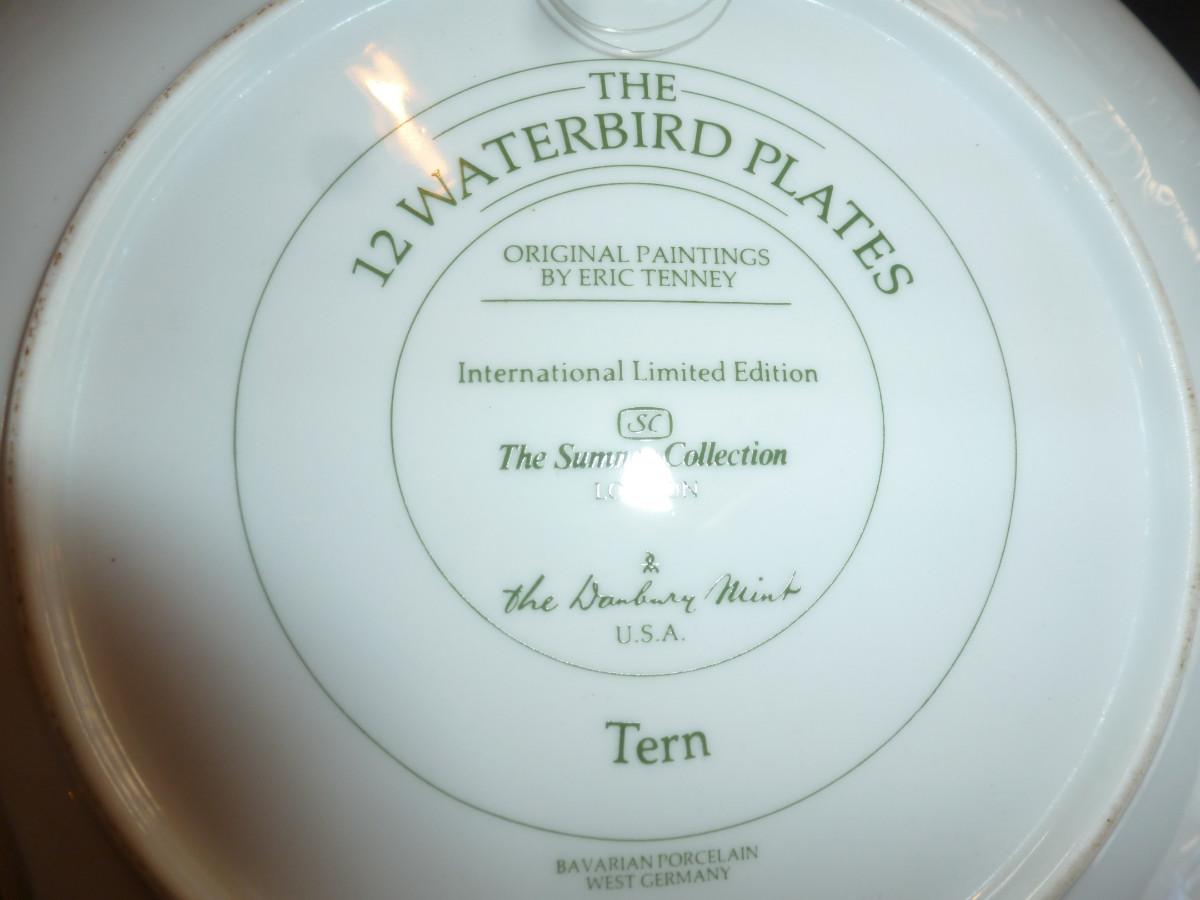 THE
12 WATERBIRD PLATES
ORIGINAL PAINTINGS
BY ERIC TENNEY
International Limited Edition
SC
The Collection
the Danbury Mint
U.S.A.
Tern
BAVARIAN PORCELAIN
WEST GERMANY